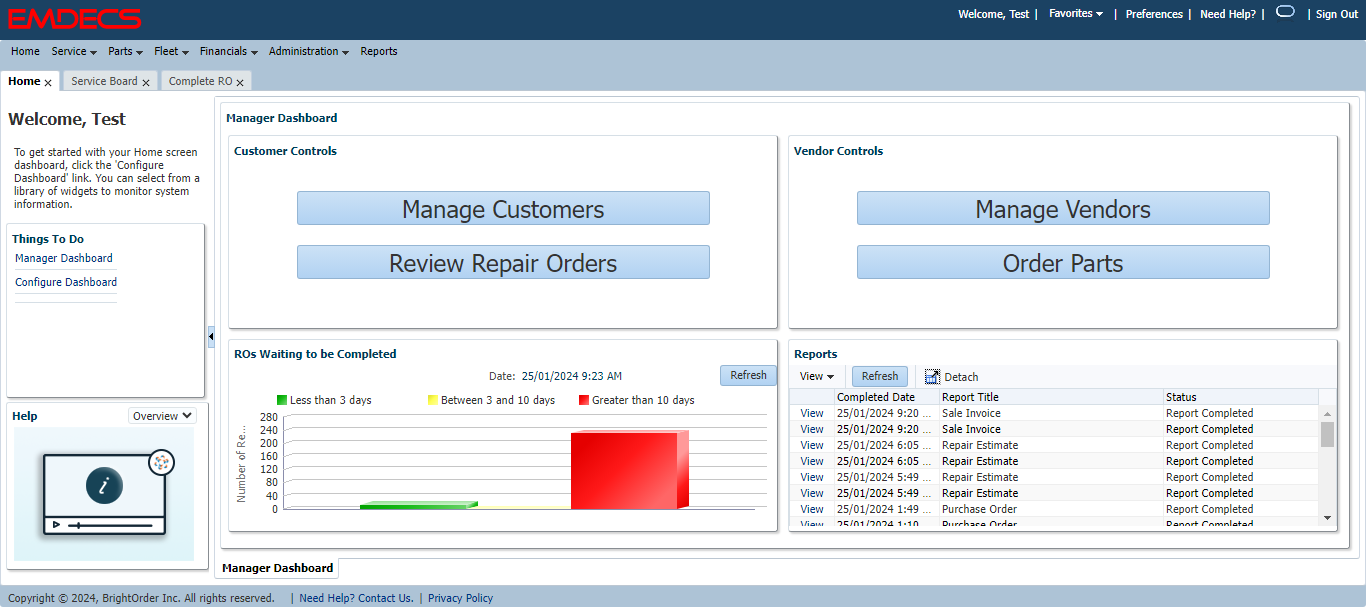 EMDECS
Welcome, Test | Favorites | Preferences | Need Help? | | Sign Out
Home Service Parts Fleet Financials Administration Reports
Home Service Board Complete RO
Welcome, Test
To get started with your Home screen
dashboard, click the 'Configure
Dashboard' link. You can select from a
library of widgets to monitor system
information.
Things To Do
Manager Dashboard
Configure Dashboard
Help Overview
Manager Dashboard
Customer Controls
Manage Customers
Review Repair Orders
Vendor Controls
Manage Vendors
Order Parts
ROs Waiting to be Completed
Date: 25/01/2024 9:23 AM Refresh
Less than 3 days Between 3 and 10 days Greater than 10 days
Number of Re...
280
240
200
160
120
80
40
0
Reports
View Refresh Detach
Completed Date Report Title Status
View 25/01/2024 9:20 ... Sale Invoice Report Completed
View 25/01/2024 9:20 ... Sale Invoice Report Completed
View 25/01/2024 6:05 ... Repair Estimate Report Completed
View 25/01/2024 6:05 ... Repair Estimate Report Completed
View 25/01/2024 5:49 ... Repair Estimate Report Completed
View 25/01/2024 5:49 ... Repair Estimate Report Completed
View 25/01/2024 1:49 ... Purchase Order Report Completed
View 25/01/2024 1:10 ... Purchase Order Report Completed
Manager Dashboard
Copyright © 2024, BrightOrder Inc. All rights reserved. | Need Help? Contact Us. | Privacy Policy